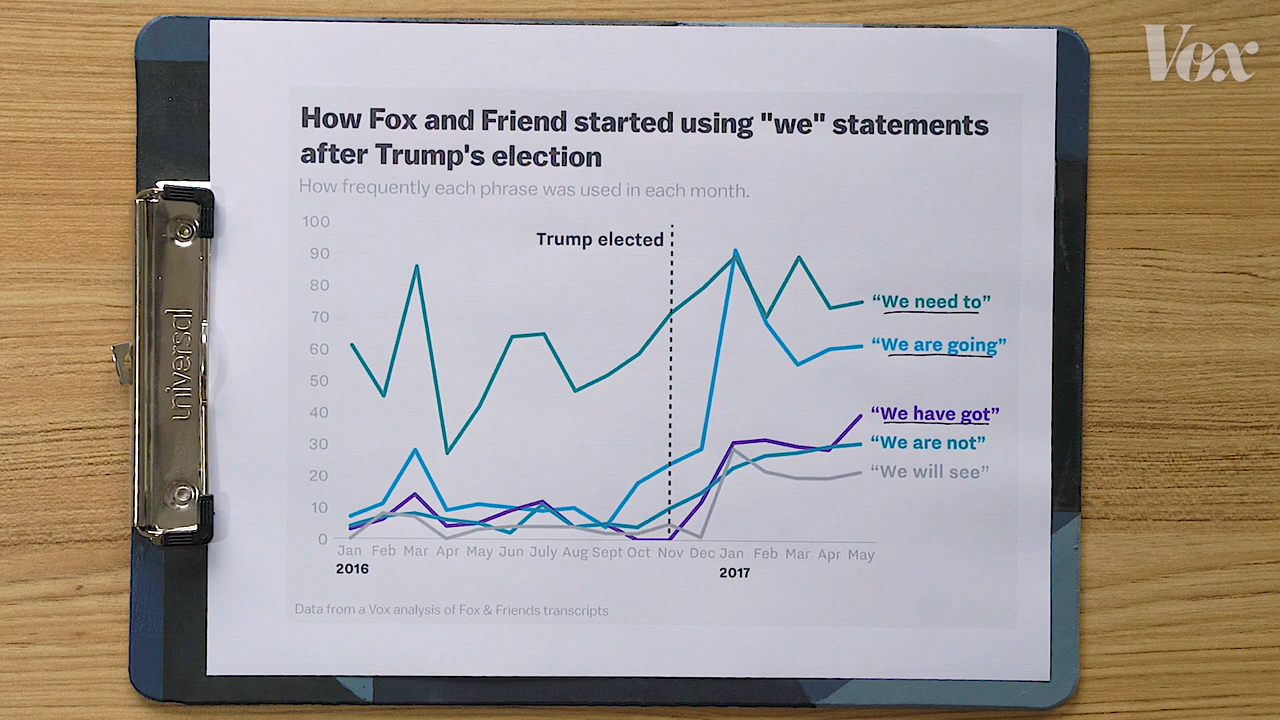 Vox
How Fox and Friend started using "we" statements
after Trump's election
How frequently each phrase was used in each month.
100
90
80
70
60
50
40
30
20
10
0
Trump elected
“We need to”
“We are going”
“We have got”
“We are not”
“We will see”
Jan Feb Mar Apr May Jun July Aug Sept Oct Nov Dec Jan Feb Mar Apr May
2016 2017
Data from a Vox analysis of Fox & Friends transcripts
universal